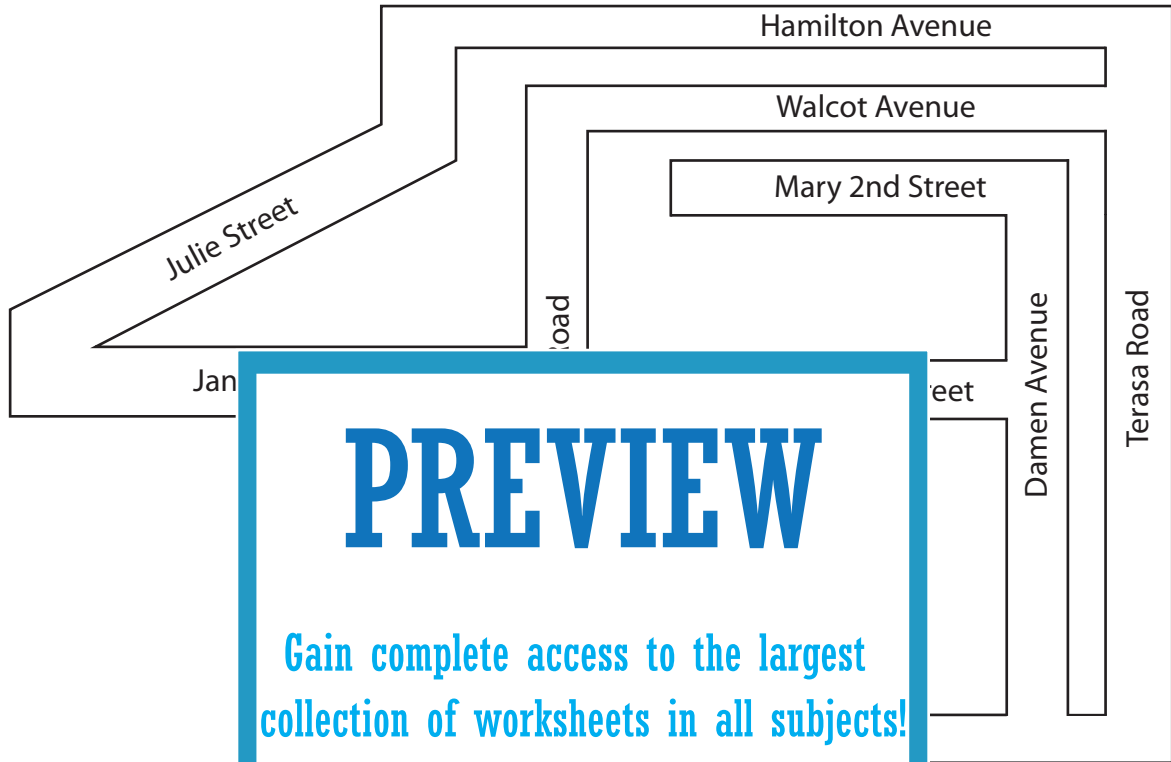 Hamilton Avenue
Walcot Avenue
Mary 2nd Street
Julie Street
Road
Terasa Road
Damen Avenue
Jan
reet
PREVIEW
Gain complete access to the largest
collection of worksheets in all subjects!